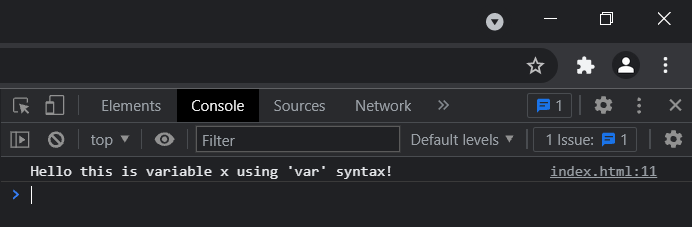 Elements Console Sources Network 1
top Filter Default levels 1 Issue: 1
Hello this is variable x using 'var' syntax! index.html:11